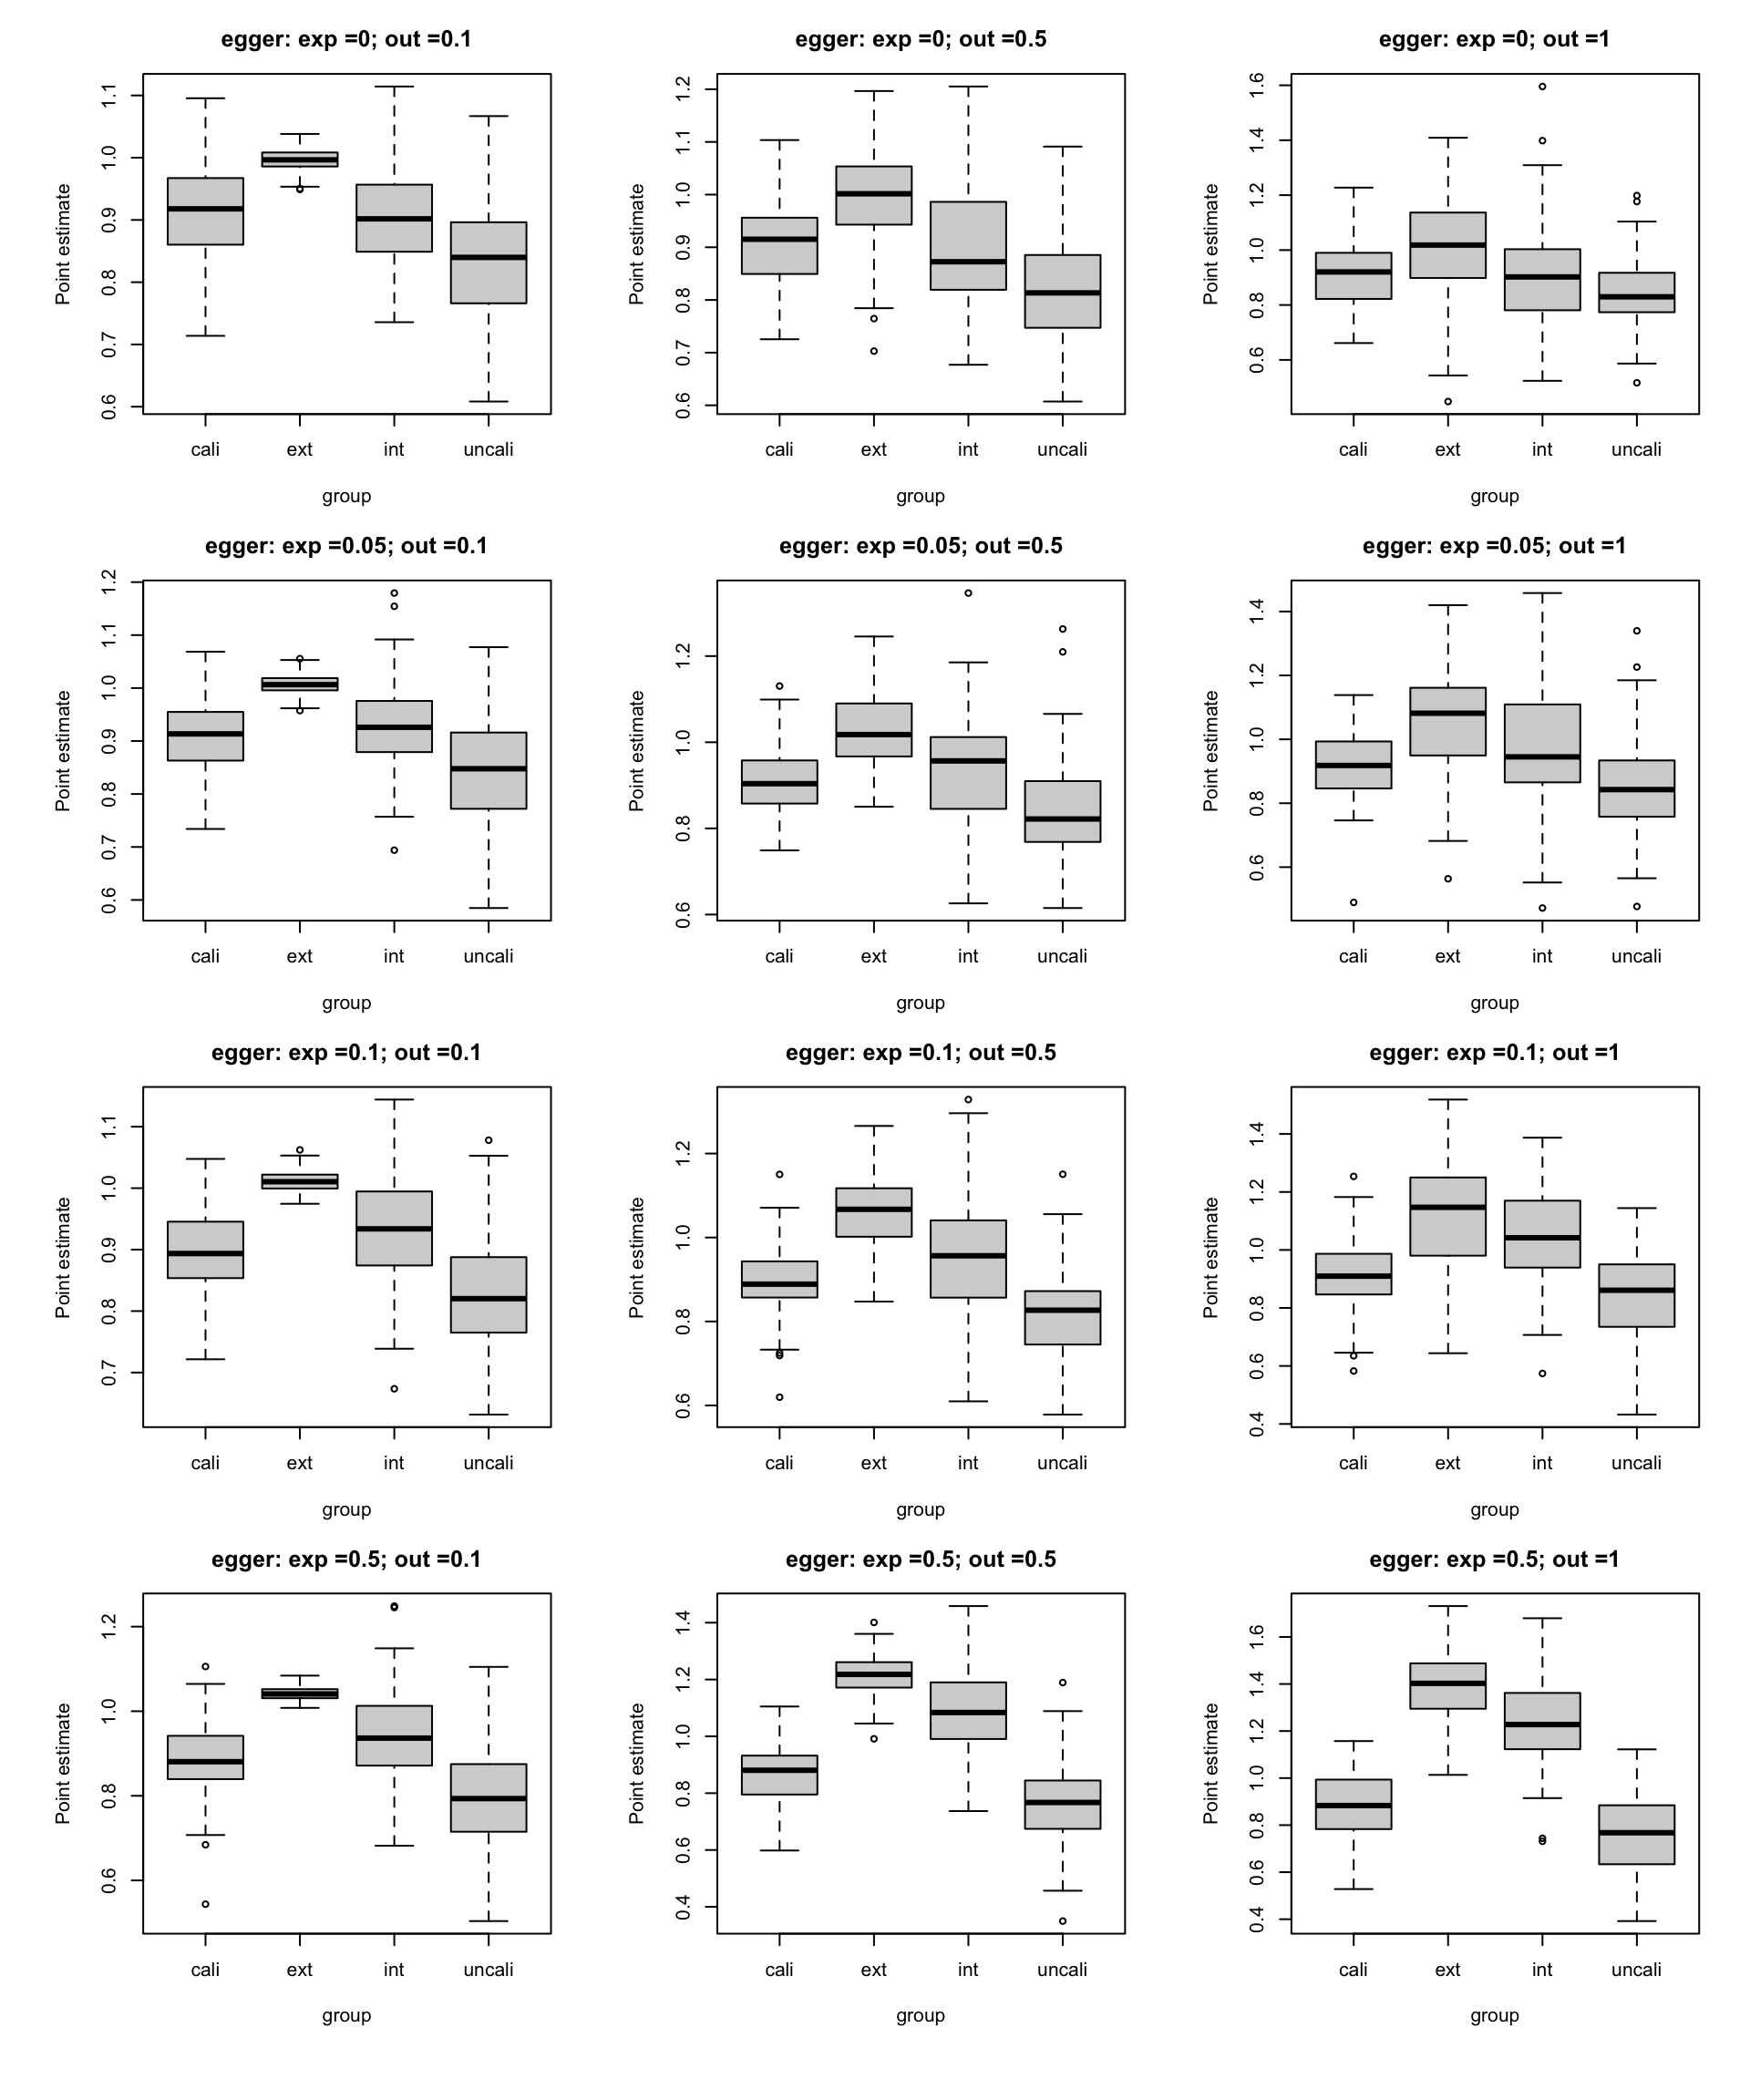 egger: exp =0; out =0.1
Point estimate
1.1
1.0
0.9
0.8
0.7
0.6
cali ext int uncali
group
egger: exp =0; out =0.5
Point estimate
1.2
1.1
1.0
0.9
0.8
0.7
0.6
cali ext int uncali
group
egger: exp =0; out =1
Point estimate
1.6
1.4
1.2
1.0
0.8
0.6
cali ext int uncali
group
egger: exp =0.05; out =0.1
Point estimate
1.2
1.1
1.0
0.9
0.8
0.7
0.6
cali ext int uncali
group
egger: exp =0.05; out =0.5
Point estimate
1.2
1.0
0.8
0.6
cali ext int uncali
group
egger: exp =0.05; out =1
Point estimate
1.4
1.2
1.0
0.8
0.6
cali ext int uncali
group
egger: exp =0.1; out =0.1
Point estimate
1.1
1.0
0.9
0.8
0.7
cali ext int uncali
group
egger: exp =0.1; out =0.5
Point estimate
1.2
1.0
0.8
0.6
cali ext int uncali
group
egger: exp =0.1; out =1
Point estimate
1.4
1.2
1.0
0.8
0.6
0.4
cali ext int uncali
group
egger: exp =0.5; out =0.1
Point estimate
1.2
1.0
0.8
0.6
cali ext int uncali
group
egger: exp =0.5; out =0.5
Point estimate
1.4
1.2
1.0
0.8
0.6
0.4
cali ext int uncali
group
egger: exp =0.5; out =1
Point estimate
1.6
1.4
1.2
1.0
0.8
0.6
0.4
cali ext int uncali
group